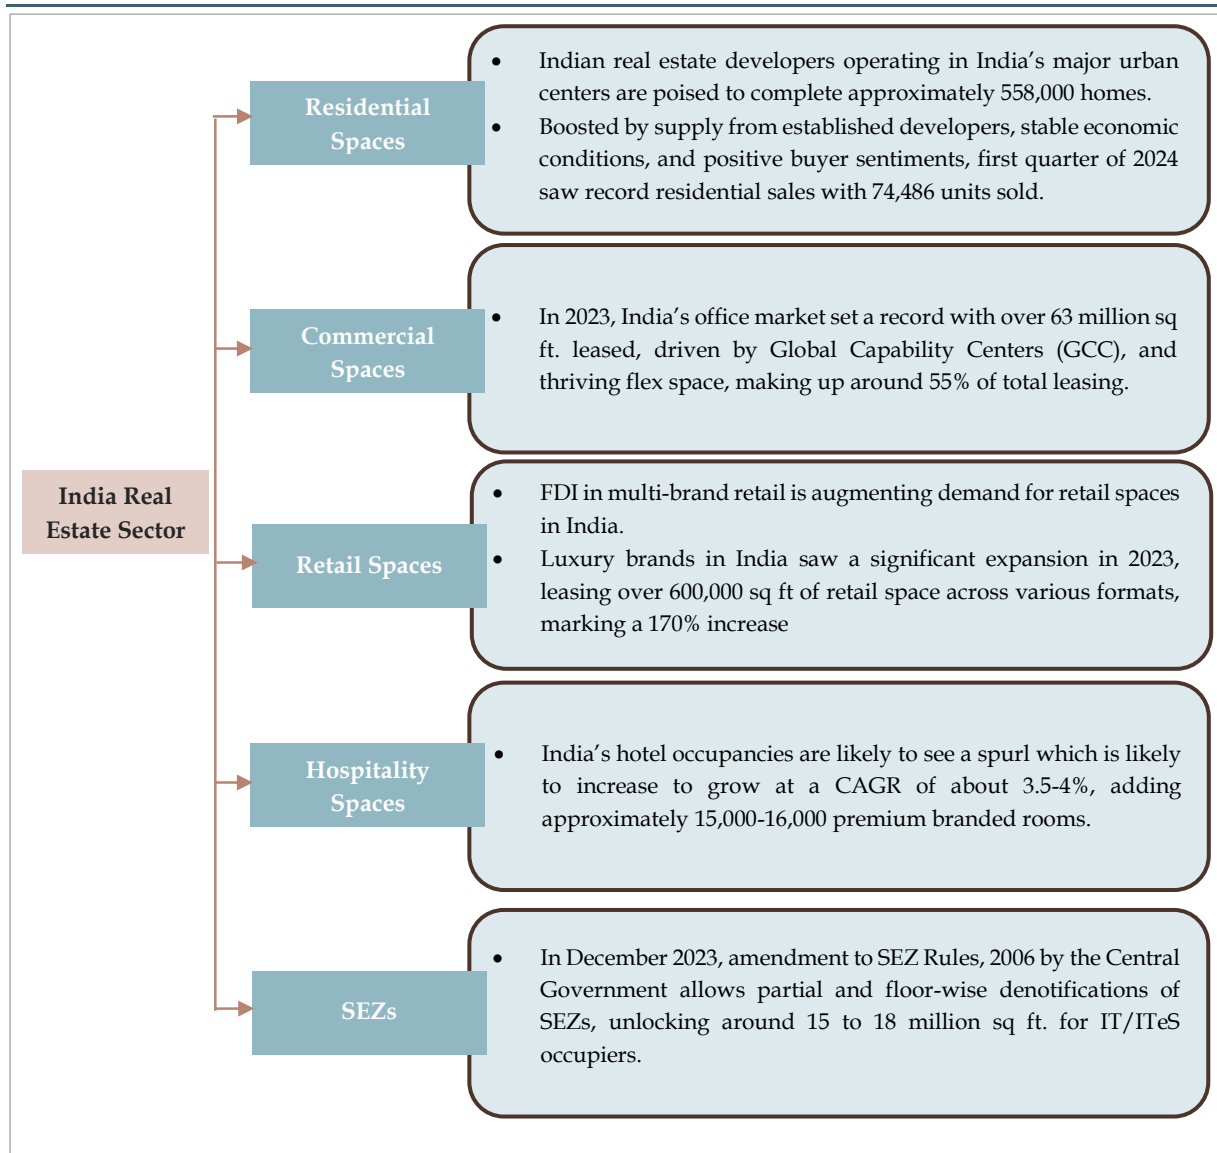 India Real
Estate Sector
Residential
Spaces
• Indian real estate developers operating in India’s major urban
centers are poised to complete approximately 558,000 homes.
• Boosted by supply from established developers, stable economic
conditions, and positive buyer sentiments, first quarter of 2024
saw record residential sales with 74,486 units sold.
Commercial
Spaces
• In 2023, India’s office market set a record with over 63 million sq
ft. leased, driven by Global Capability Centers (GCC), and
thriving flex space, making up around 55% of total leasing.
Retail Spaces
• FDI in multi-brand retail is augmenting demand for retail spaces
in India.
• Luxury brands in India saw a significant expansion in 2023,
leasing over 600,000 sq ft of retail space across various formats,
marking a 170% increase
Hospitality
Spaces
• India’s hotel occupancies are likely to see a spurl which is likely
to increase to grow at a CAGR of about 3.5-4%, adding
approximately 15,000-16,000 premium branded rooms.
SEZs
• In December 2023, amendment to SEZ Rules, 2006 by the Central
Government allows partial and floor-wise denotifications of
SEZs, unlocking around 15 to 18 million sq ft. for IT/ITeS
occupiers.